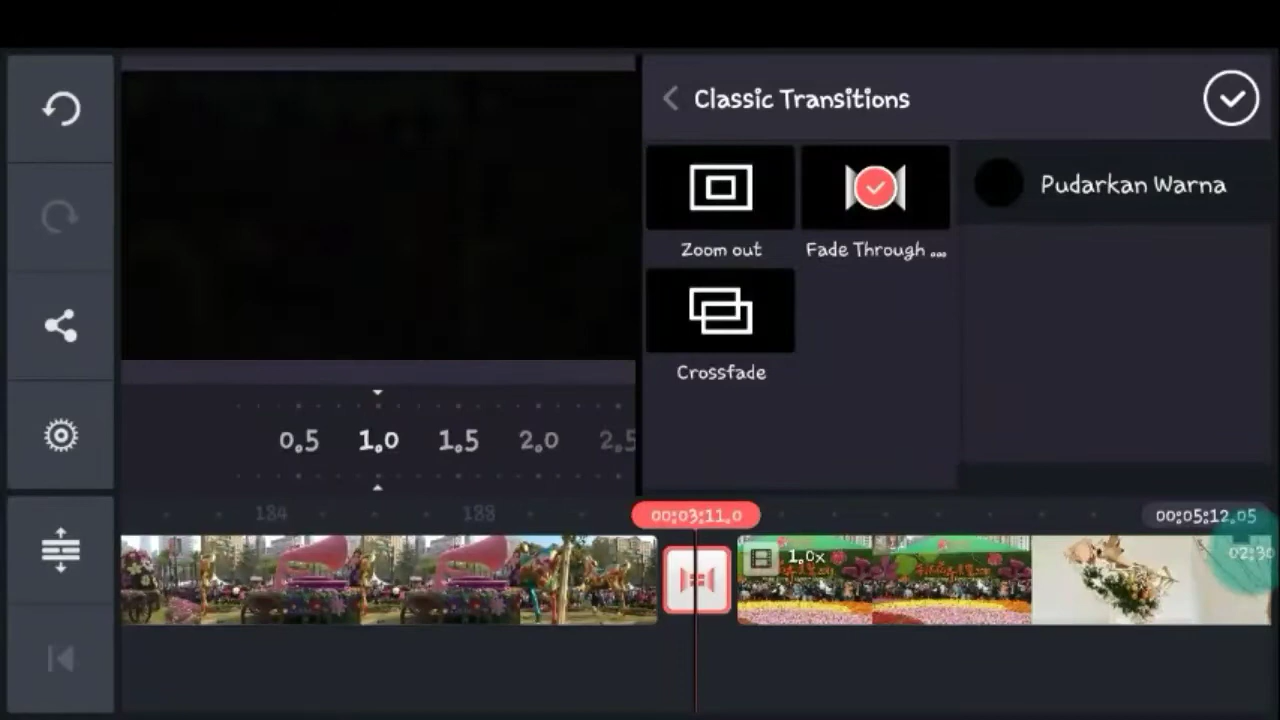 Classic Transitions
Zoom out
Fade Through ...
Pudarkan Warna
Crossfade
0.5 1.0 1.5 2.0 2.5
184 188
00:03:11.0
00:05:12.05
1.0x
02:30